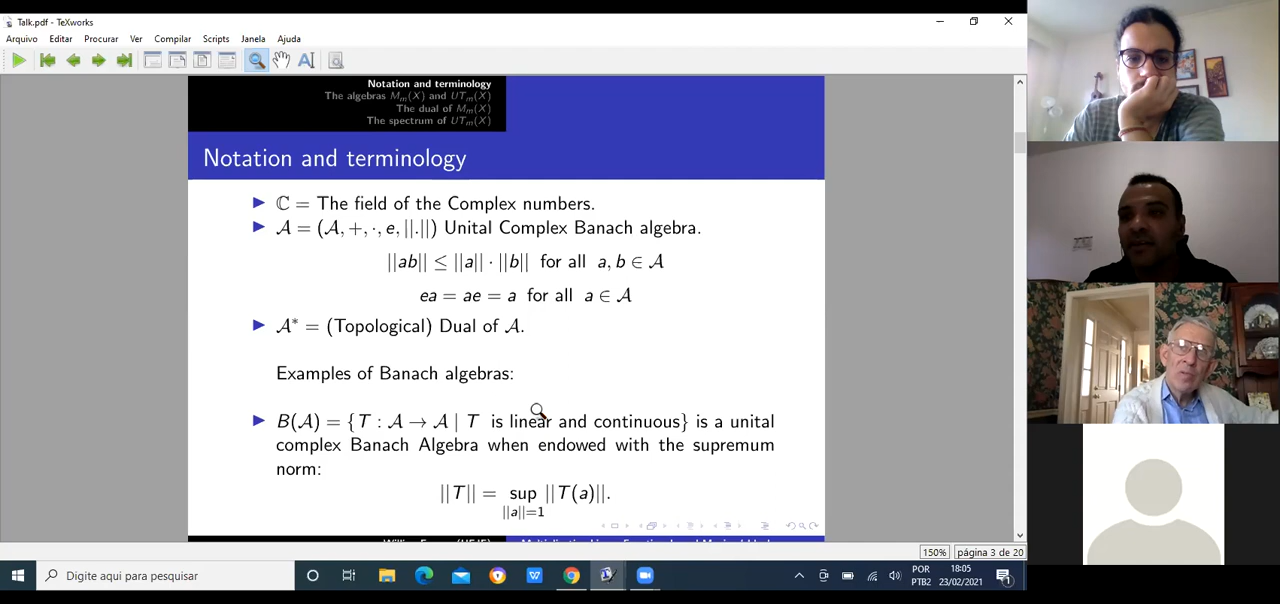 Talk.pdf - TeXworks
Arquivo Editar Procurar Ver Compilar Scripts Janela Ajuda
Notation and terminology
The algebras Mₘ(X) and UTₘ(X)
The dual of Mₘ(X)
The spectrum of UTₘ(X)
Notation and terminology
ℂ = The field of the Complex numbers.
𝒜 = (𝒜, +, ·, e, ||.||) Unital Complex Banach algebra.
||ab|| ≤ ||a|| · ||b|| for all a, b ∈ 𝒜
ea = ae = a for all a ∈ 𝒜
𝒜* = (Topological) Dual of 𝒜.
Examples of Banach algebras:
B(𝒜) = {T : 𝒜 → 𝒜 | T is linear and continuous} is a unital
complex Banach Algebra when endowed with the supremum
norm:
||T|| = sup ||T(a)||.
||a||=1
150% página 3 de 20
Digite aqui para pesquisar
POR 18:05
PTB2 23/02/2021